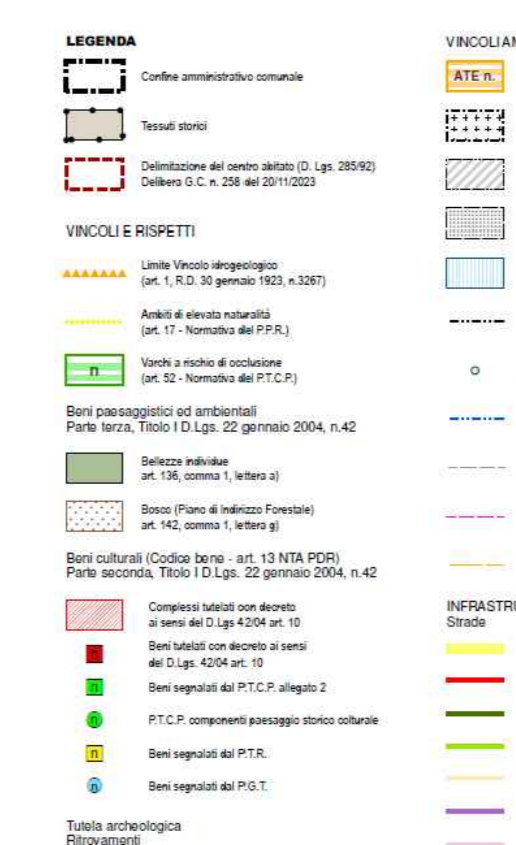 LEGENDA
Confine amministrativo comunale
Tessuti storici
Delimitazione del centro abitato (D. Lgs. 285/92)
Delibera G.C. n. 258 del 20/11/2023
VINCOLI E RISPETTI
Limite Vincolo idrogeologico
(art. 1, R.D. 30 gennaio 1923, n.3267)
Ambiti di elevata naturalità
(art. 17 - Normativa del P.P.R.)
n
Varchi a rischio di occlusione
(art. 52 - Normativa del P.T.C.P.)
Beni paesaggistici ed ambientali
Parte terza, Titolo I D.Lgs. 22 gennaio 2004, n.42
Bellezze individue
art. 136, comma 1, lettera a)
Bosco (Piano di Indirizzo Forestale)
art. 142, comma 1, lettera g)
Beni culturali (Codice bene - art. 13 NTA PDR)
Parte seconda, Titolo I D.Lgs. 22 gennaio 2004, n.42
Complessi tutelati con decreto
ai sensi del D.Lgs 42/04 art. 10
n
Beni tutelati con decreto ai sensi
del D.Lgs. 42/04 art. 10
n
Beni segnalati dal P.T.C.P. allegato 2
n
P.T.C.P. componenti paesaggio storico colturale
n
Beni segnalati dal P.T.R.
n
Beni segnalati dal P.G.T.
Tutela archeologica
Ritrovamenti
VINCOLI AM
ATE n.
INFRASTRU
Strade